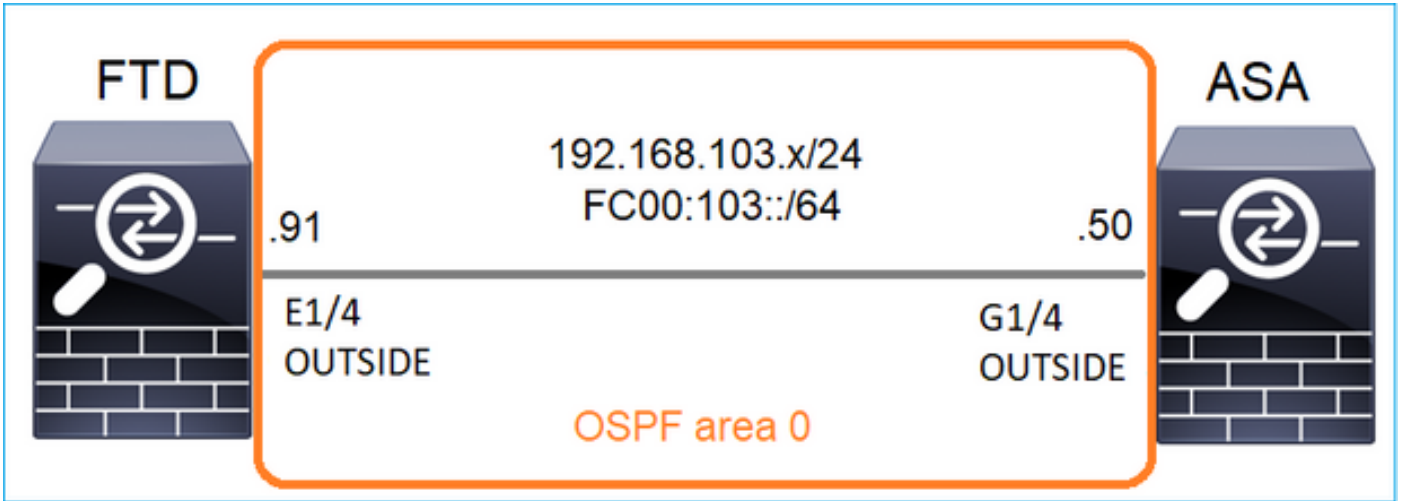 FTD
ASA
192.168.103.x/24
FC00:103::/64
.91
.50
E1/4
OUTSIDE
G1/4
OUTSIDE
OSPF area 0